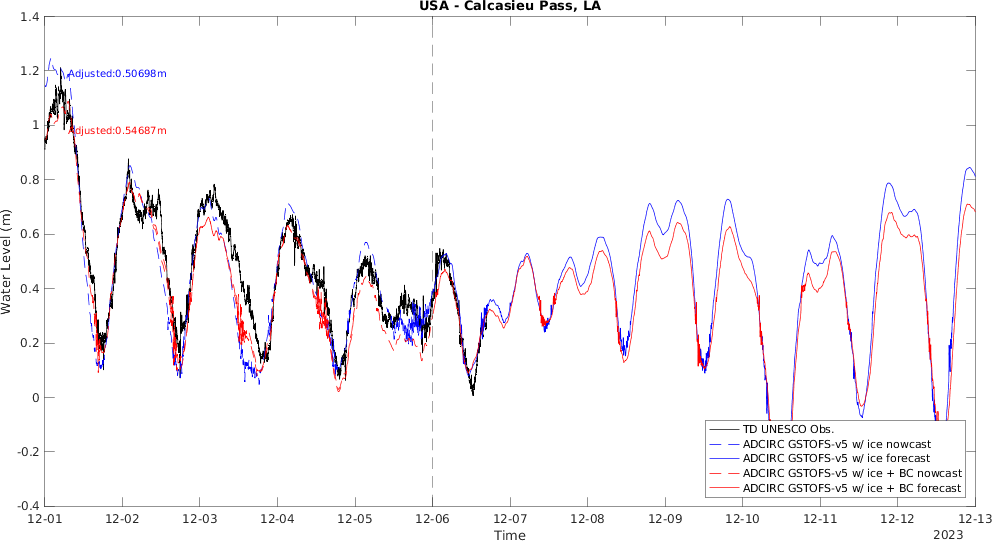 USA - Calcasieu Pass, LA
1.4
1.2
1
0.8
0.6
0.4
0.2
0
-0.2
-0.4
Water Level (m)
Adjusted:0.50698m
Adjusted:0.54687m
TD UNESCO Obs.
ADCIRC GSTOFS-v5 w/ ice nowcast
ADCIRC GSTOFS-v5 w/ ice forecast
ADCIRC GSTOFS-v5 w/ ice + BC nowcast
ADCIRC GSTOFS-v5 w/ ice + BC forecast
12-01 12-02 12-03 12-04 12-05 12-06 12-07 12-08 12-09 12-10 12-11 12-12 12-13
Time
2023